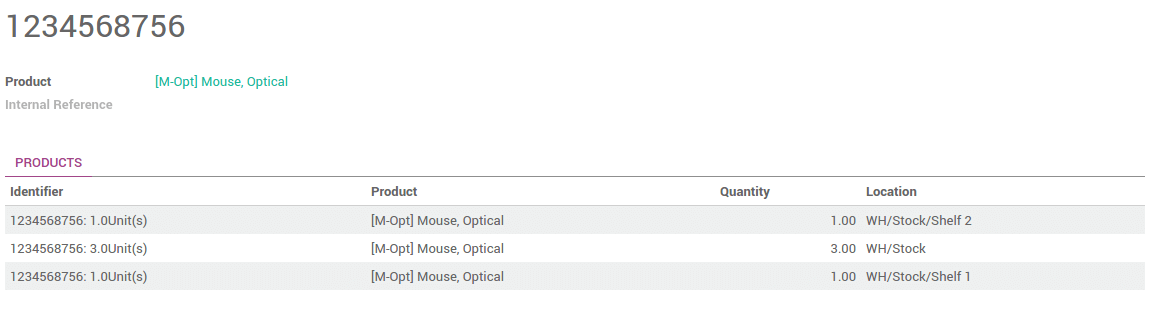 1234568756
Product [M-Opt] Mouse, Optical
Internal Reference
PRODUCTS
Identifier Product Quantity Location
1234568756: 1.0Unit(s) [M-Opt] Mouse, Optical 1.00 WH/Stock/Shelf 2
1234568756: 3.0Unit(s) [M-Opt] Mouse, Optical 3.00 WH/Stock
1234568756: 1.0Unit(s) [M-Opt] Mouse, Optical 1.00 WH/Stock/Shelf 1